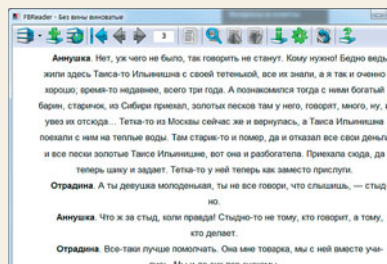 FBReader - Без вины виноватые
3
Аннушка. Нет, уж чего не было, так говорить не станут. Кому нужно! Бедно ведь
жили здесь Таиса-то Ильинишна с своей тетенькой, все их знали, а я так и оченно
хорошо; время-то недавнее, всего три года. А познакомился тогда с ними богатый
барин, старичок, из Сибири приехал, золотых песков там у него, говорят, много, ну, и
увез их отсюда... Тетка-то из Москвы сейчас же и вернулась, а Таиса Ильинишна
поехали с ним на теплые воды. Там старик-то и помер, да и отказал все свои деньги
и все пески золотые Таисе Ильинишне, вот она и разбогатела. Приехала сюда, да
теперь шику и задает. Тетка-то у ней теперь как заместо прислуги.
Отрадина. А ты девушка молоденькая, ты не все говори, что слышишь, — стыд-
но.
Аннушка. Что ж за стыд, коли правда! Стыдно-то не тому, кто говорит, а тому,
кто делает.
Отрадина. Все-таки лучше помолчать. Она мне товарка, мы с ней вместе учи-